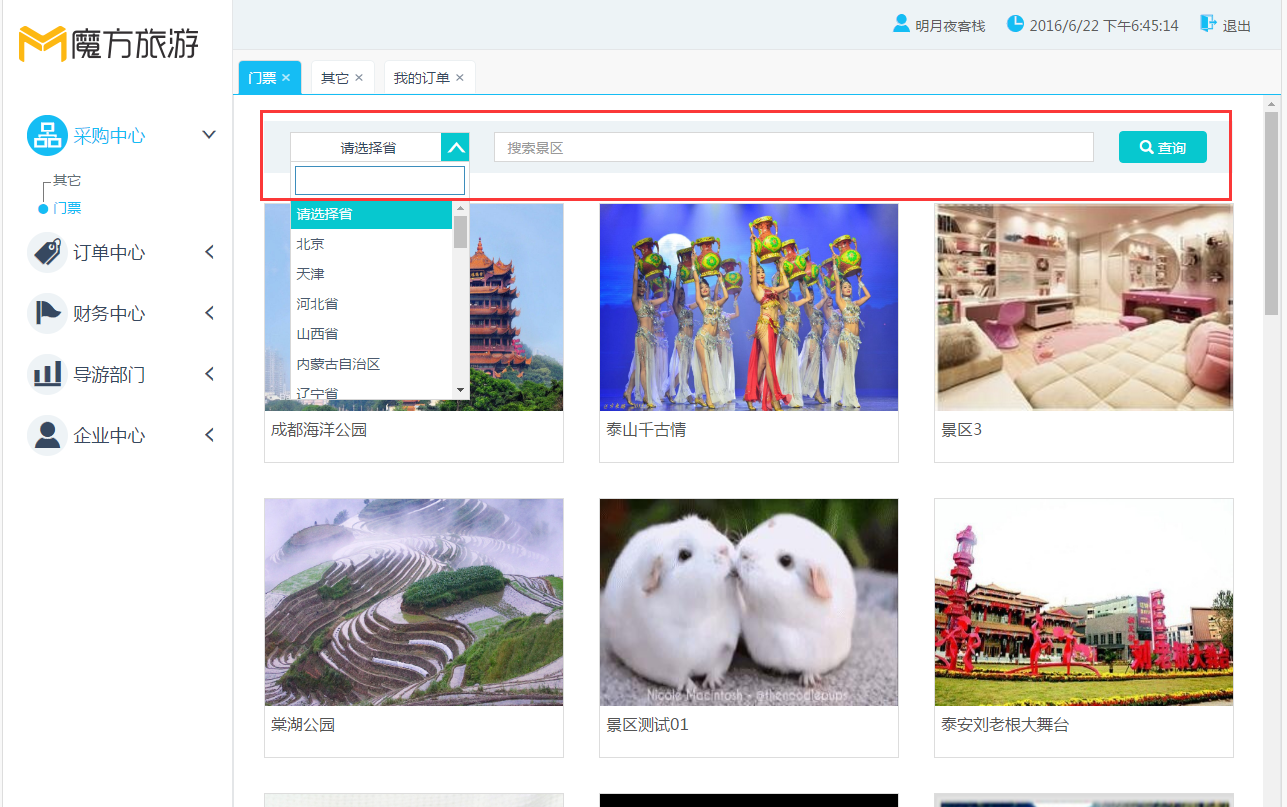 魔方旅游
明月夜客栈
2016/6/22 下午6:45:14
退出
门票 ×
其它 ×
我的订单 ×
采购中心
其它
门票
订单中心
财务中心
导游部门
企业中心
请选择省
搜索景区
查询
请选择省
北京
天津
河北省
山西省
内蒙古自治区
辽宁省
成都海洋公园
泰山千古情
景区3
Nicole Macintosh - @thenoodlepups
棠湖公园
景区测试01
泰安刘老根大舞台